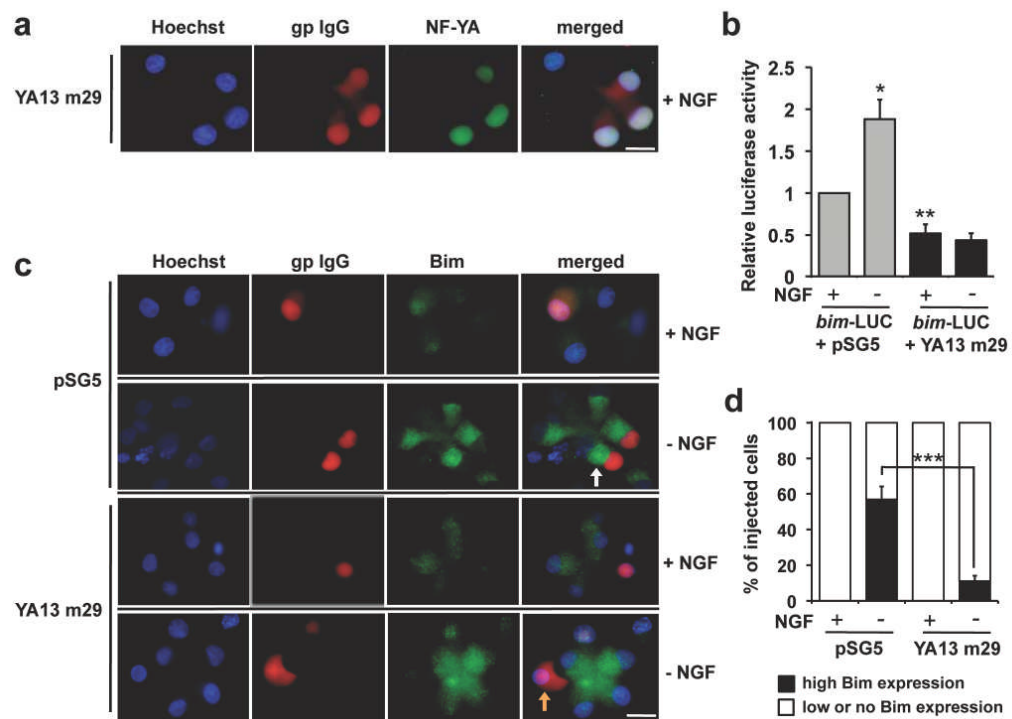 a
Hoechst gp IgG NF-YA merged
YA13 m29
+ NGF
b
Relative luciferase activity
2.5
2
1.5
1
0.5
0
*
**
NGF + - + -
bim-LUC + pSG5
bim-LUC + YA13 m29
c
Hoechst gp IgG Bim merged
pSG5
+ NGF
- NGF
YA13 m29
+ NGF
- NGF
d
% of injected cells
100
80
60
40
20
0
***
NGF + - + -
pSG5 YA13 m29
high Bim expression
low or no Bim expression